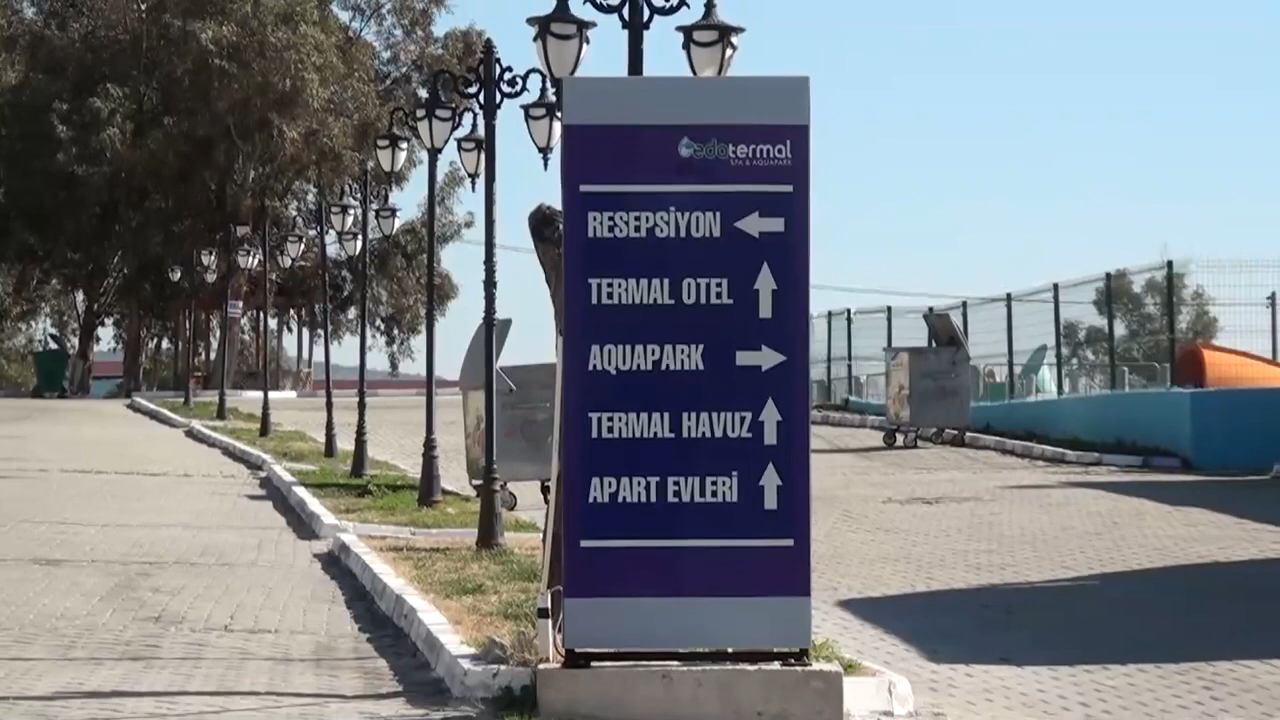 edatermal
SPA & AQUAPARK
RESEPSİYON
TERMAL OTEL
AQUAPARK
TERMAL HAVUZ
APART EVLERİ